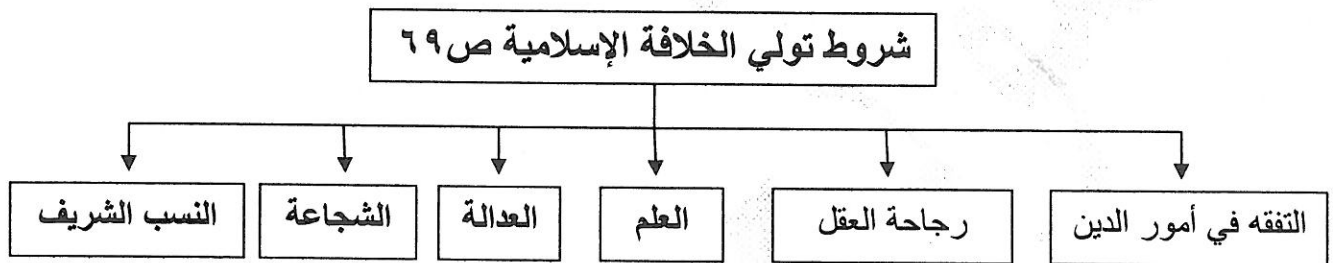 شروط تولي الخلافة الإسلامية ص٦٩
التفقه في أمور الدين
رجاحة العقل
العلم
العدالة
الشجاعة
النسب الشريف